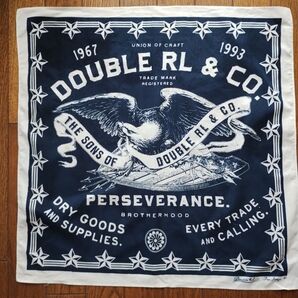 1967
1993
UNION OF CRAFT
DOUBLE RL & CO.
TRADE MARK
REGISTERED
THE SONS OF
DOUBLE RL & CO.
PERSEVERANCE.
BROTHERHOOD
DRY GOODS
AND SUPPLIES.
EVERY TRADE
AND CALLING.